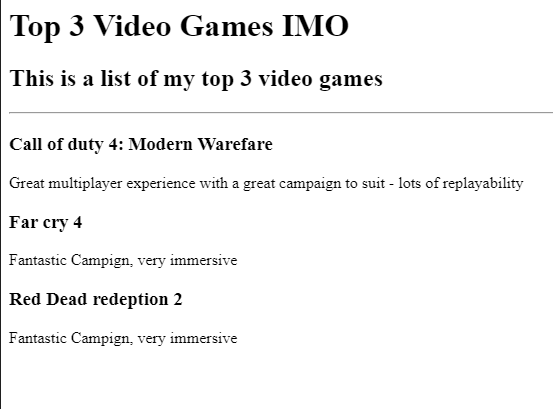 Top 3 Video Games IMO
This is a list of my top 3 video games
Call of duty 4: Modern Warefare
Great multiplayer experience with a great campaign to suit - lots of replayability
Far cry 4
Fantastic Campign, very immersive
Red Dead redeption 2
Fantastic Campign, very immersive